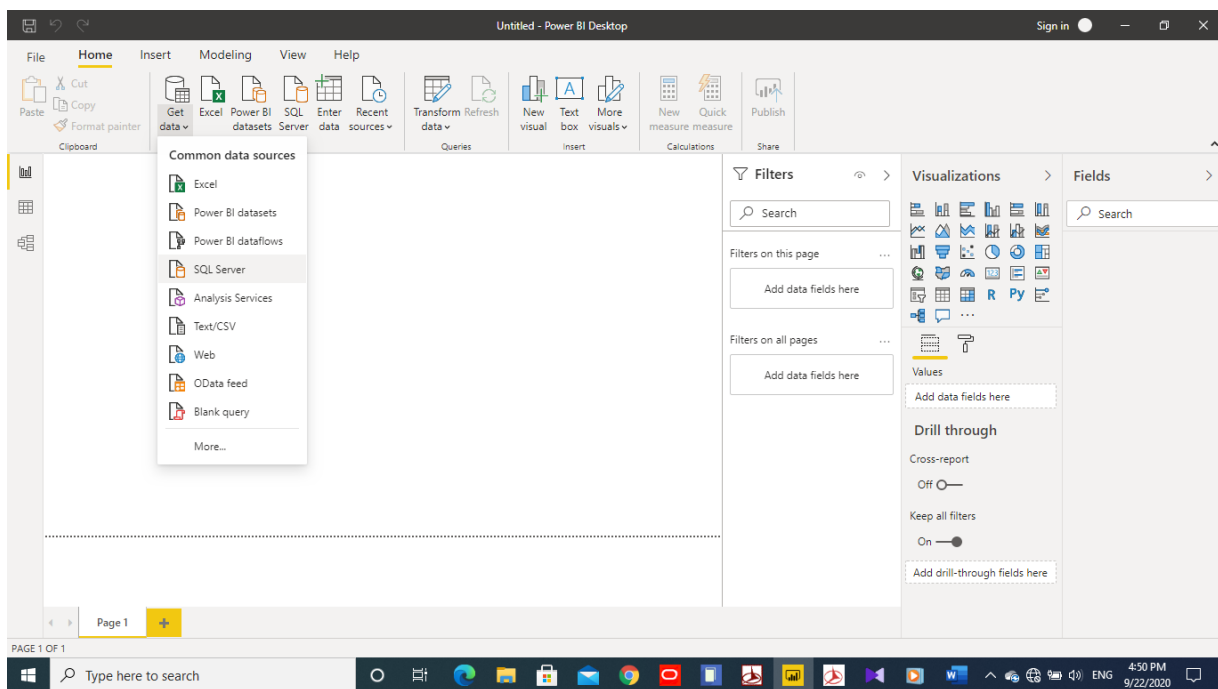 Untitled - Power BI Desktop
Sign in
File Home Insert Modeling View Help
Paste
Cut
Copy
Format painter
Clipboard
Get data
Excel
Power BI datasets
SQL Server
Enter data
Recent sources
Transform data
Refresh
Queries
New visual
Text box
More visuals
Insert
New measure
Quick measure
Calculations
Publish
Share
Common data sources
Excel
Power BI datasets
Power BI dataflows
SQL Server
Analysis Services
Text/CSV
Web
OData feed
Blank query
More...
Filters
Search
Filters on this page
...
Add data fields here
Filters on all pages
...
Add data fields here
Visualizations
123
R
Py
...
Values
Add data fields here
Drill through
Cross-report
Off
Keep all filters
On
Add drill-through fields here
Fields
Search
Page 1
+
PAGE 1 OF 1
Type here to search
ENG
4:50 PM
9/22/2020